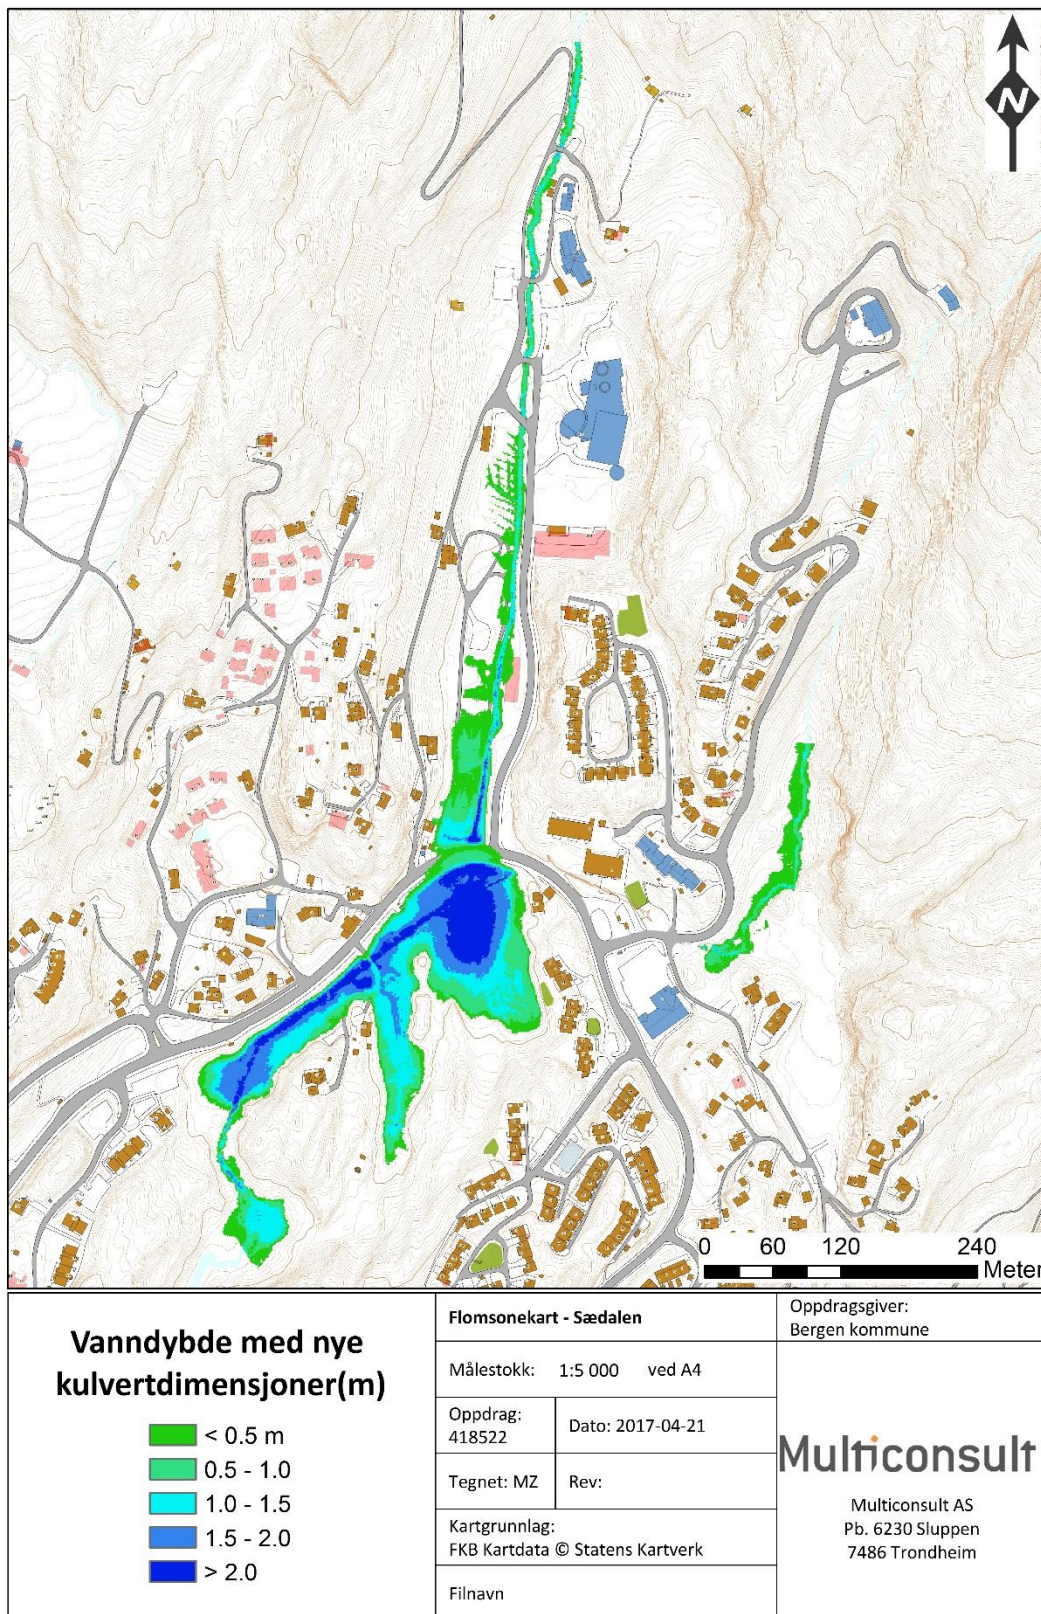 N
0 60 120 240
Meter
Vanndybde med nye
kulvertdimensjoner(m)
< 0.5 m
0.5 - 1.0
1.0 - 1.5
1.5 - 2.0
> 2.0
Flomsonekart - Sædalen
Målestokk: 1:5 000 ved A4
Oppdrag:
418522
Dato: 2017-04-21
Tegnet: MZ
Rev:
Kartgrunnlag:
FKB Kartdata © Statens Kartverk
Filnavn
Oppdragsgiver:
Bergen kommune
Multiconsult
Multiconsult AS
Pb. 6230 Sluppen
7486 Trondheim